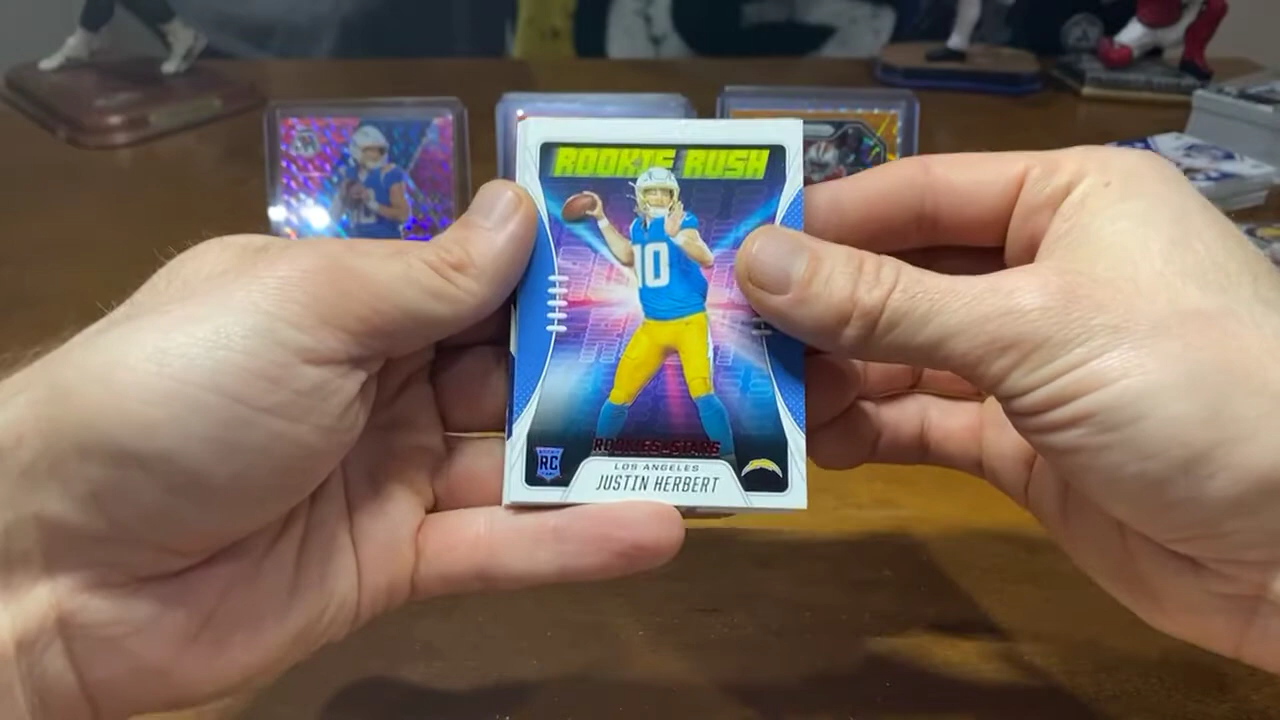 ROOKIE RUSH
10
ROOKIES & STARS
RC
LOS ANGELES
JUSTIN HERBERT